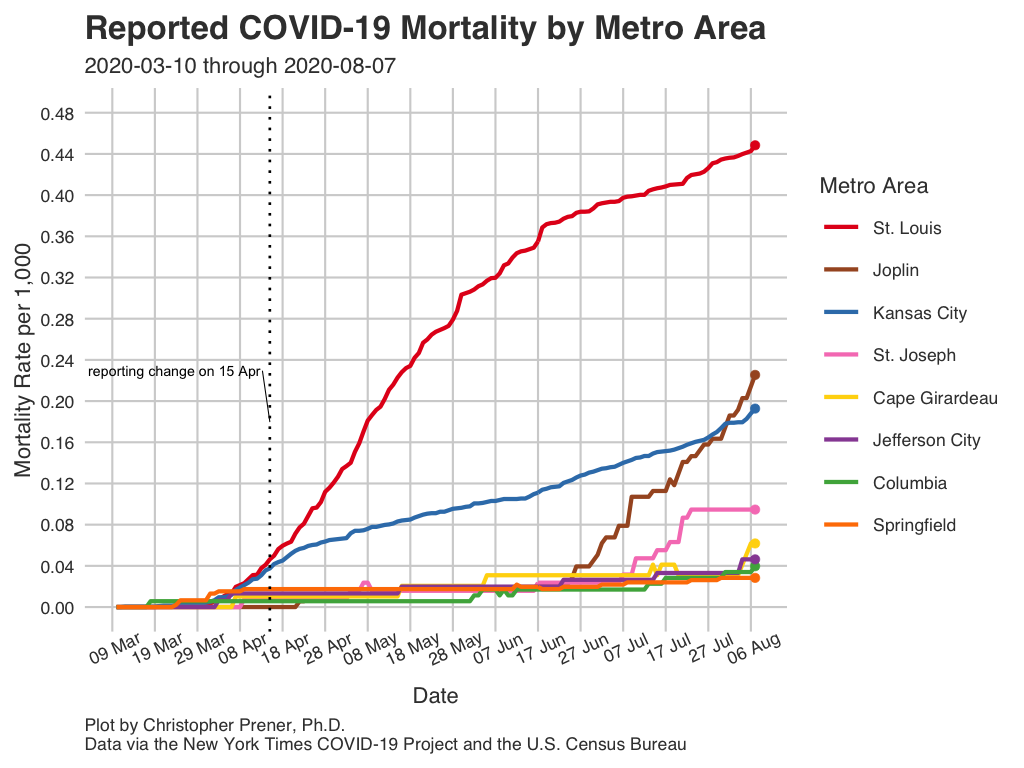 Reported COVID-19 Mortality by Metro Area
2020-03-10 through 2020-08-07
Mortality Rate per 1,000
0.48
0.44
0.40
0.36
0.32
0.28
0.24
0.20
0.16
0.12
0.08
0.04
0.00
reporting change on 15 Apr
09 Mar
19 Mar
29 Mar
08 Apr
18 Apr
28 Apr
08 May
18 May
28 May
07 Jun
17 Jun
27 Jun
07 Jul
17 Jul
27 Jul
06 Aug
Date
Metro Area
St. Louis
Joplin
Kansas City
St. Joseph
Cape Girardeau
Jefferson City
Columbia
Springfield
Plot by Christopher Prener, Ph.D.
Data via the New York Times COVID-19 Project and the U.S. Census Bureau